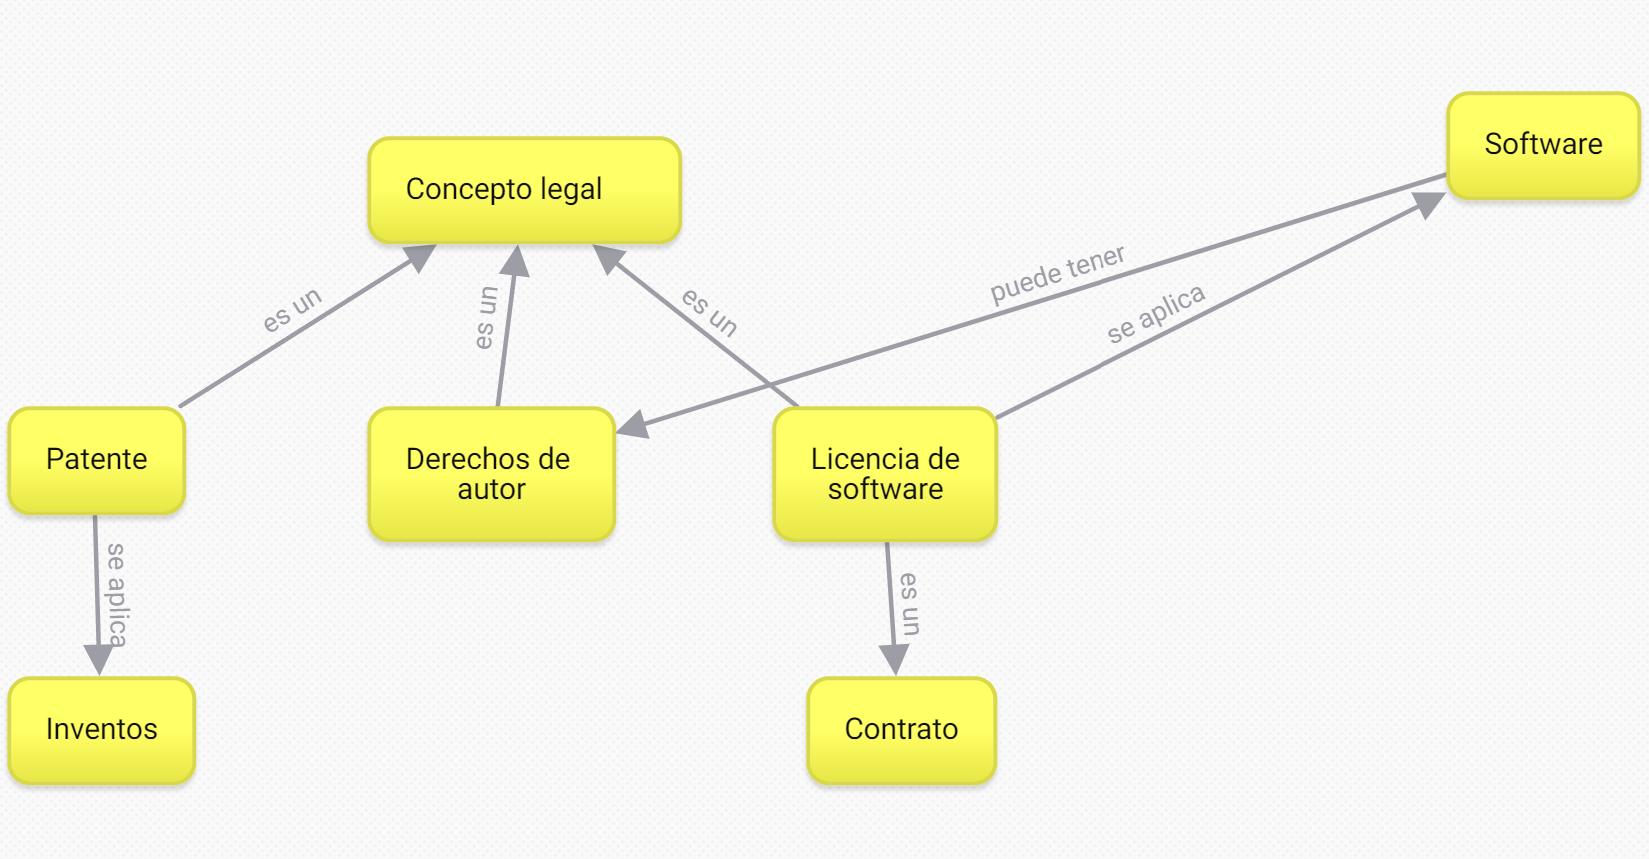 Software
Concepto legal
puede tener
se aplica
es un
es un
es un
Patente
Derechos de
autor
Licencia de
software
se aplica
es un
Inventos
Contrato